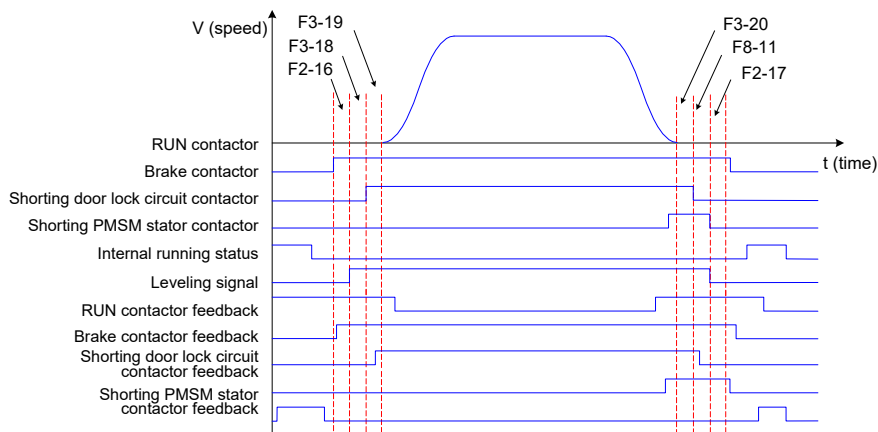 V (speed)
F3-19
F3-18
F2-16
F3-20
F8-11
F2-17
t (time)
RUN contactor
Brake contactor
Shorting door lock circuit contactor
Shorting PMSM stator contactor
Internal running status
Leveling signal
RUN contactor feedback
Brake contactor feedback
Shorting door lock circuit
contactor feedback
Shorting PMSM stator
contactor feedback